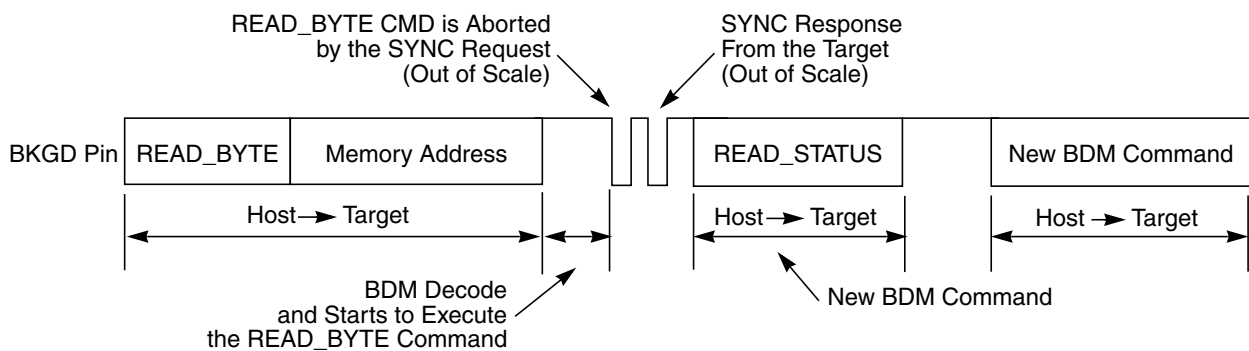 READ_BYTE CMD is Aborted
by the SYNC Request
(Out of Scale)
SYNC Response
From the Target
(Out of Scale)
BKGD Pin
READ_BYTE
Memory Address
READ_STATUS
New BDM Command
Host → Target
Host → Target
Host → Target
BDM Decode
and Starts to Execute
the READ_BYTE Command
New BDM Command